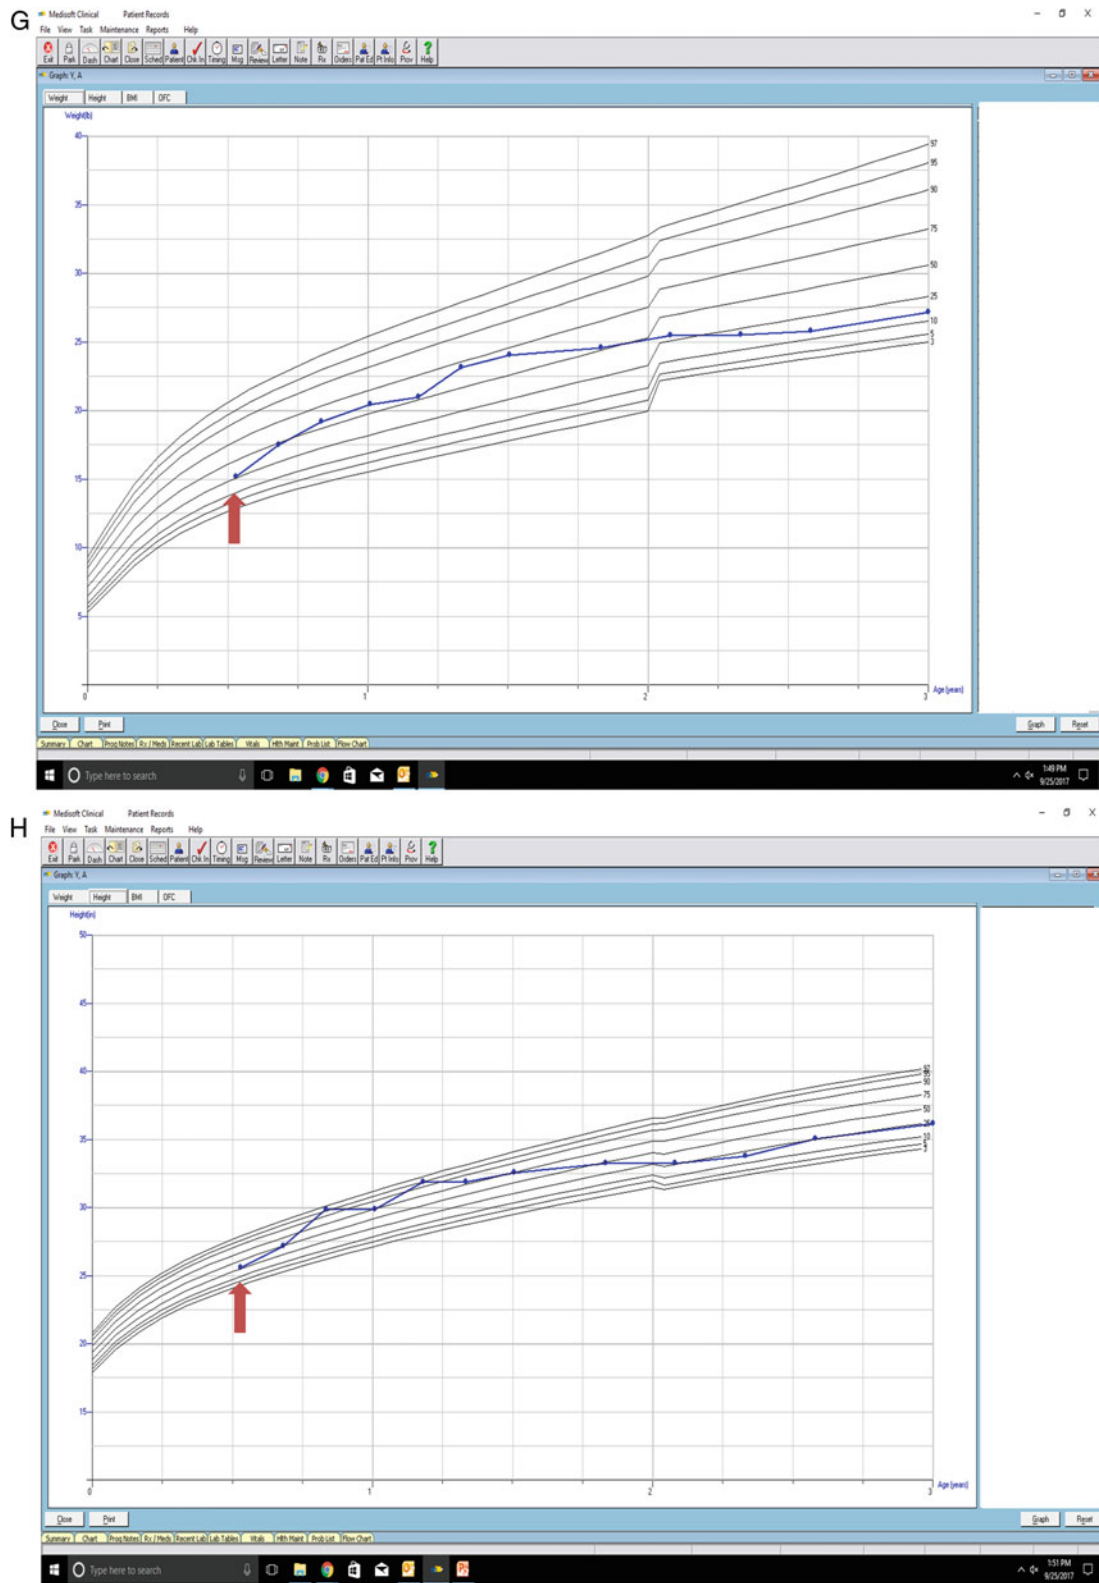 G
Medisoft Clinical Patient Records
File View Task Maintenance Reports Help
Exit Park Dash Chart Close Sched Patient Chk In Timing Msg Review Letter Note Rx Orders Pat Ed Pt Info Prov Help
Graph: Y, A
Weight Height BMI OFC
Weight(lb)
40
35
30
25
20
15
10
5
97
95
90
75
50
25
10
5
3
0 1 2 3
Age (years)
Close Print Graph Reset
Summary Chart Prog Notes Rx / Meds Recent Lab Lab Tables Vitals Hlth Maint Prob List Flow Chart
Type here to search
1:49 PM
9/25/2017
H
Medisoft Clinical Patient Records
File View Task Maintenance Reports Help
Exit Park Dash Chart Close Sched Patient Chk In Timing Msg Review Letter Note Rx Orders Pat Ed Pt Info Prov Help
Graph: Y, A
Weight Height BMI OFC
Height(in)
50
45
40
35
30
25
20
15
90
75
50
25
10
3
0 1 2 3
Age (years)
Close Print Graph Reset
Summary Chart Prog Notes Rx / Meds Recent Lab Lab Tables Vitals Hlth Maint Prob List Flow Chart
Type here to search
1:51 PM
9/25/2017